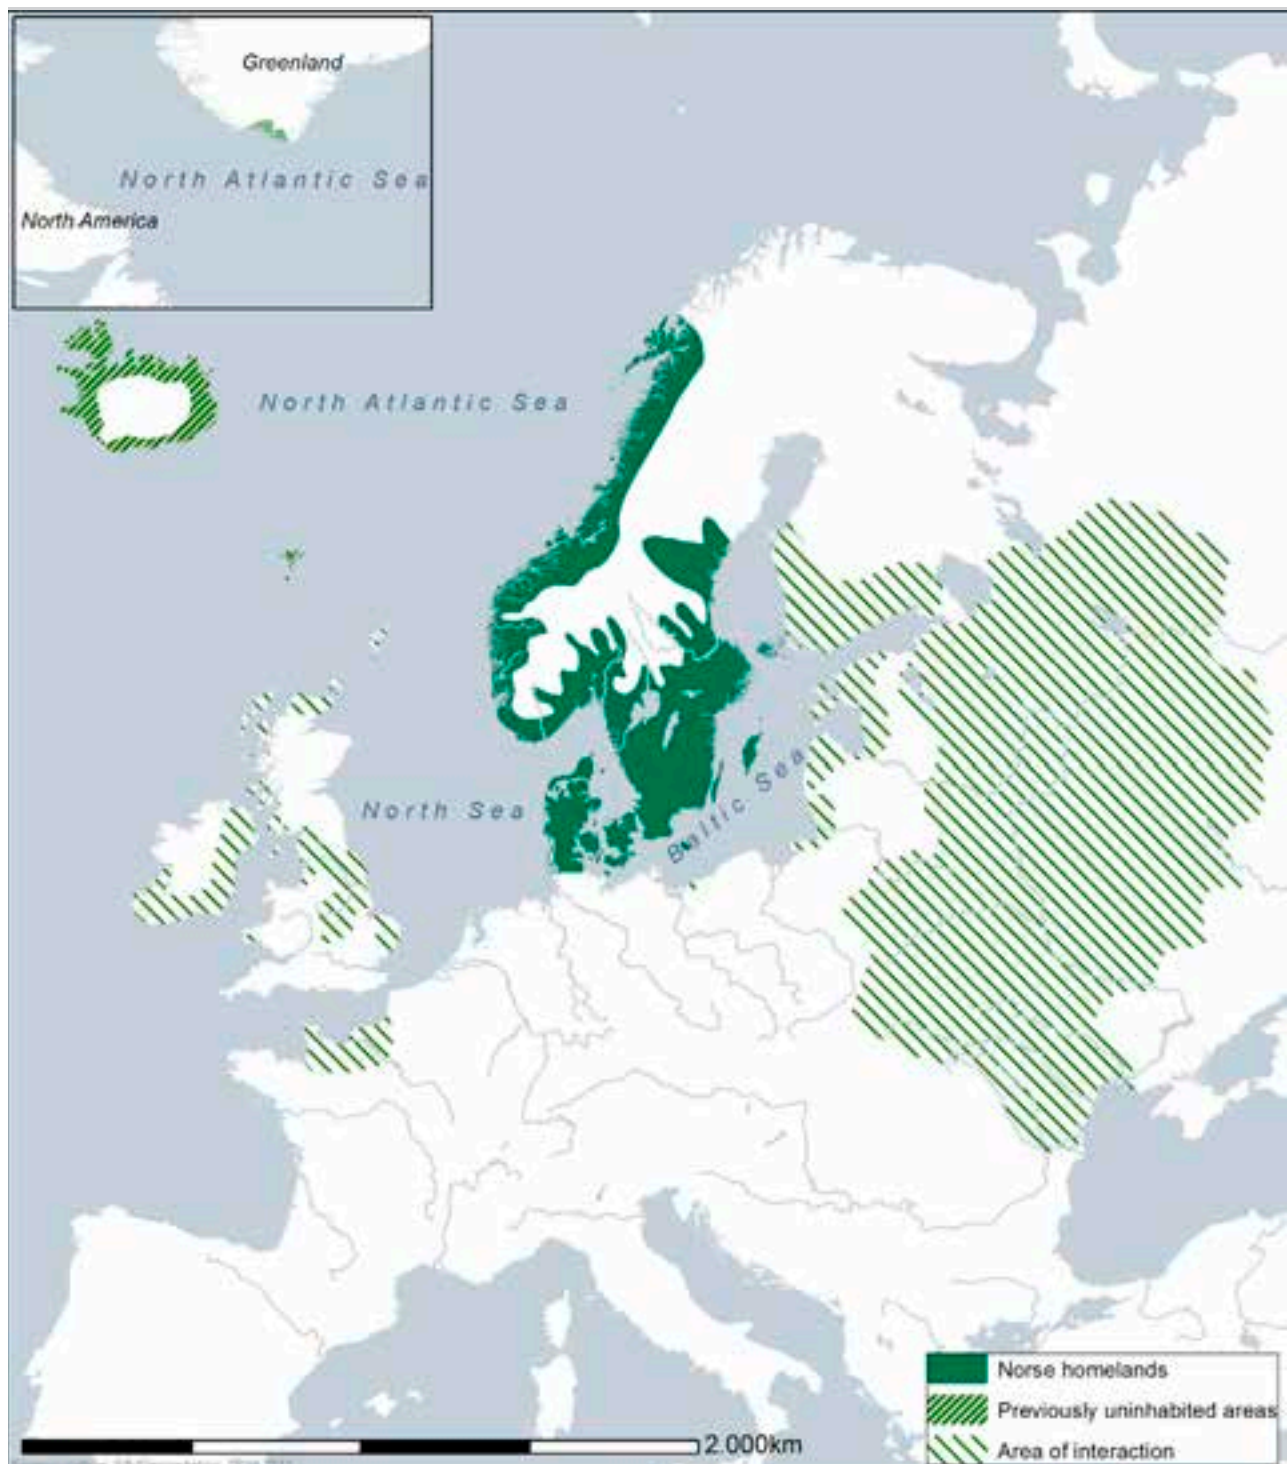 Greenland
North Atlantic Sea
North America
North Atlantic Sea
North Sea
Baltic Sea
Norse homelands
Previously uninhabited areas
Area of interaction
2.000km